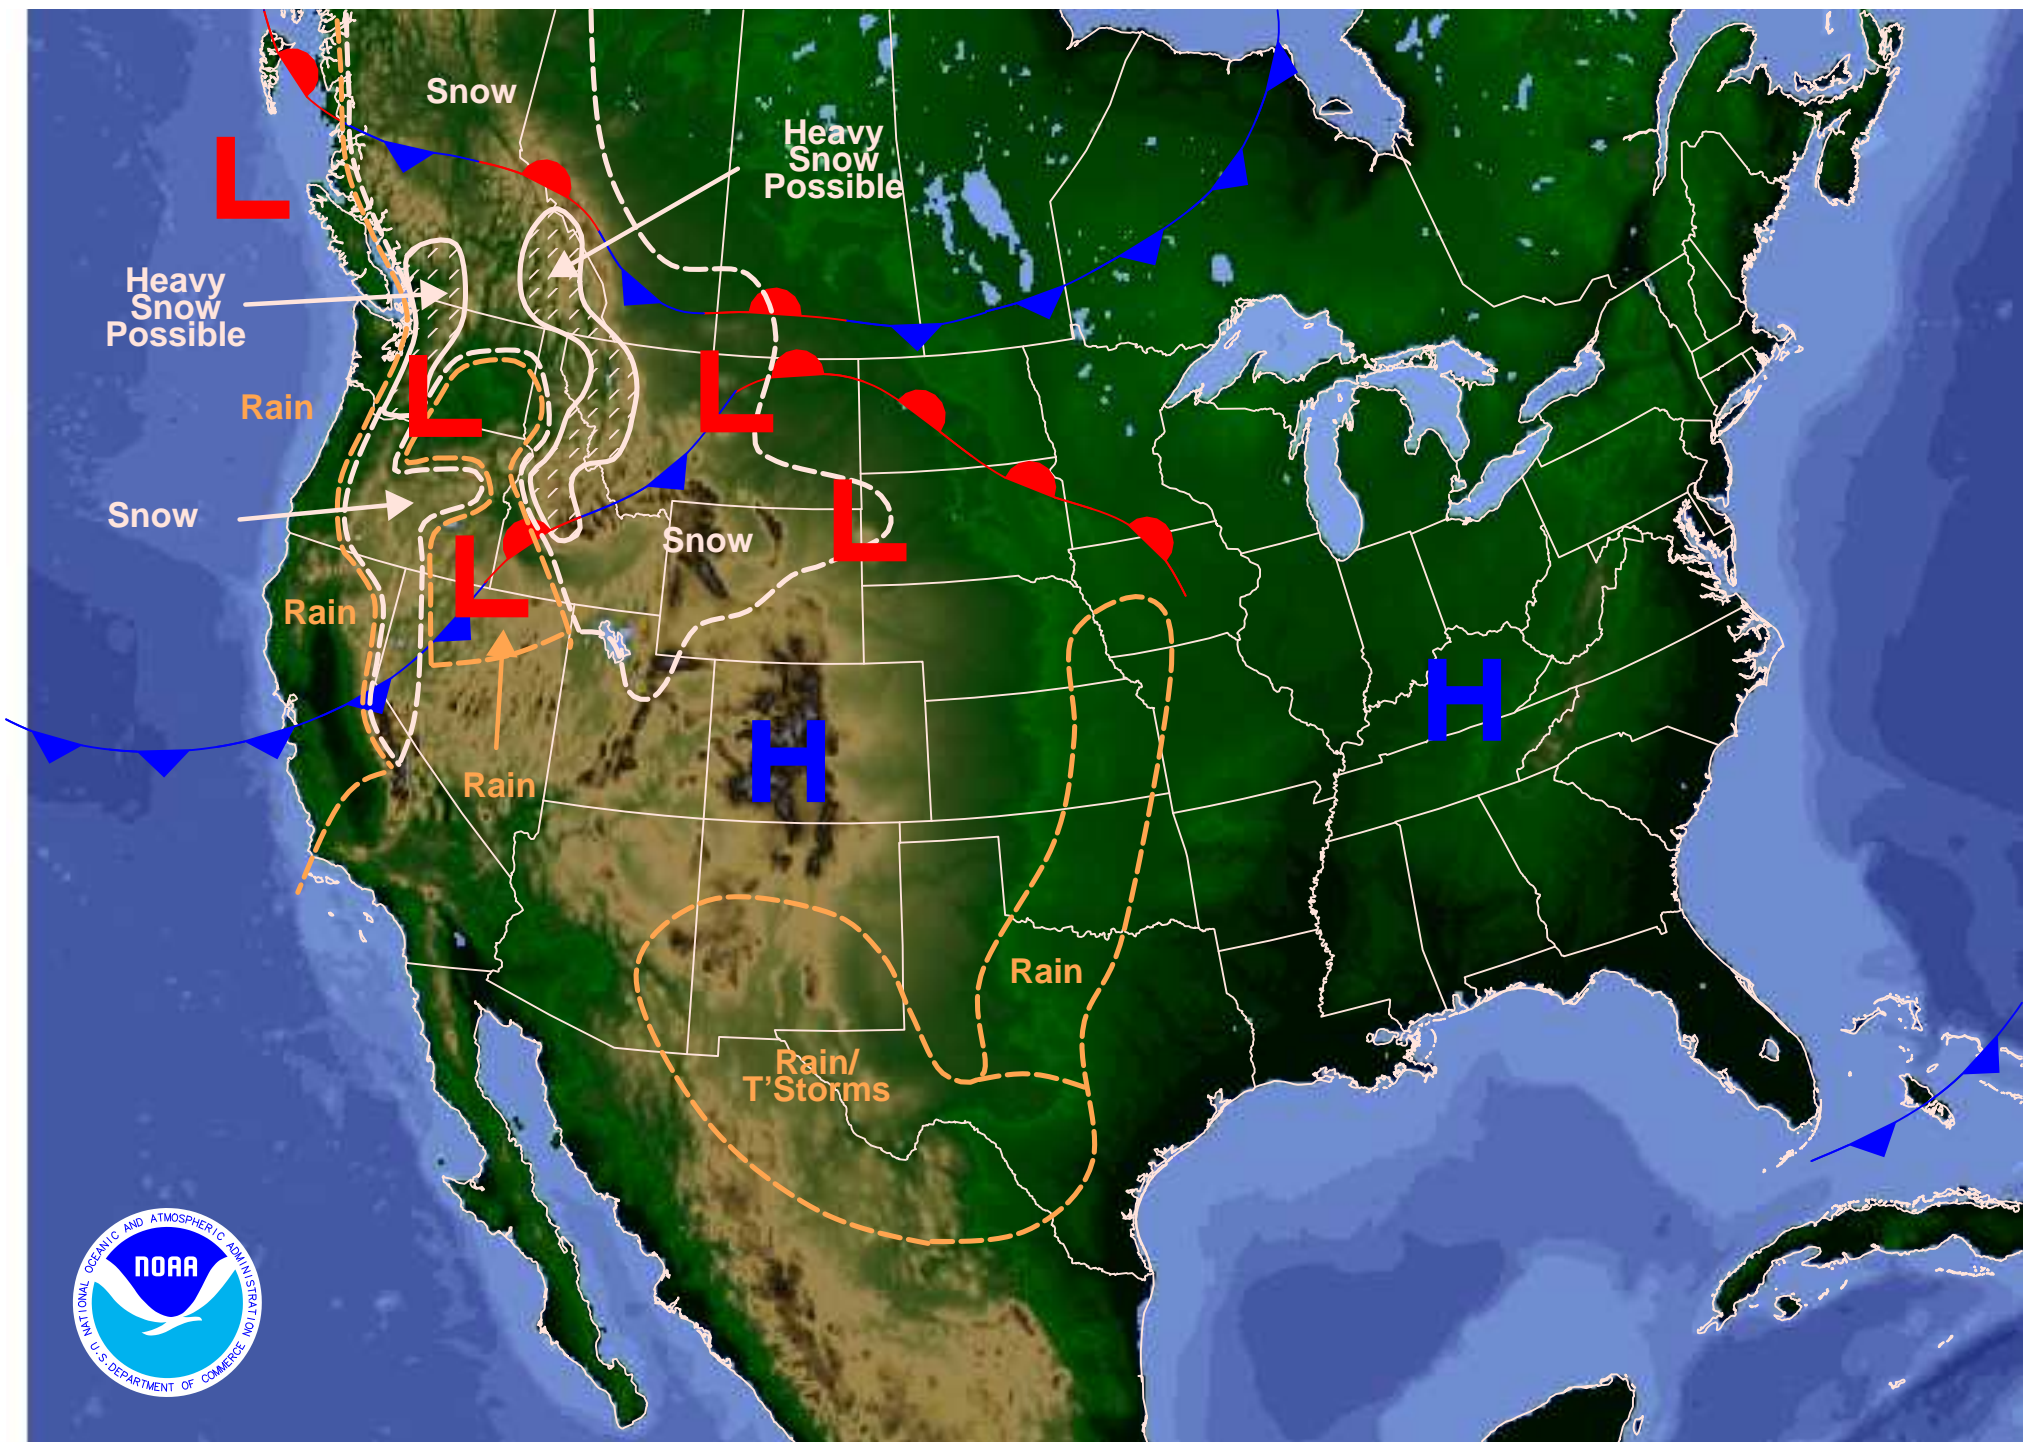 Snow
Heavy
Snow
Possible
L
Heavy
Snow
Possible
L
L
Rain
L
Snow
Snow
L
Rain
H
H
Rain
Rain
Rain/
T'Storms
NATIONAL OCEANIC AND ATMOSPHERIC ADMINISTRATION
NOAA
U.S. DEPARTMENT OF COMMERCE